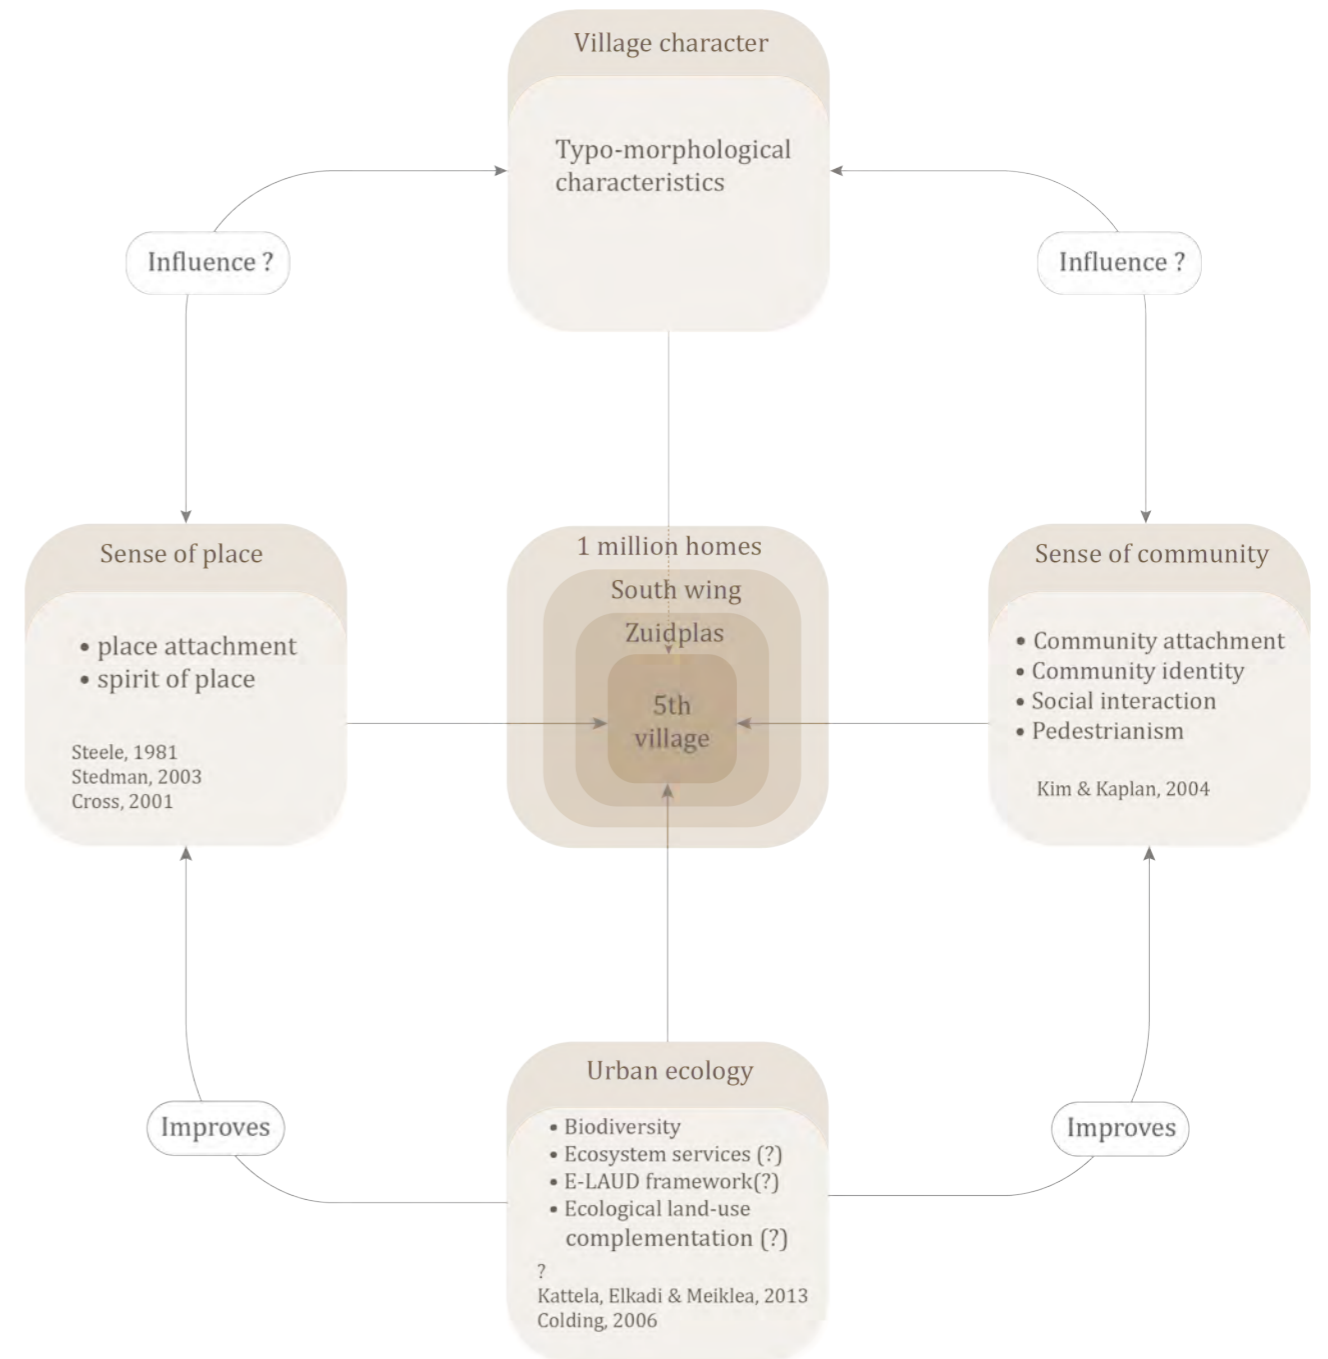 Village character
Typo-morphological
characteristics
Influence ?
Influence ?
Sense of place
• place attachment
• spirit of place
Steele, 1981
Stedman, 2003
Cross, 2001
1 million homes
South wing
Zuidplas
5th
village
Sense of community
• Community attachment
• Community identity
• Social interaction
• Pedestrianism
Kim & Kaplan, 2004
Improves
Improves
Urban ecology
• Biodiversity
• Ecosystem services (?)
• E-LAUD framework(?)
• Ecological land-use
complementation (?)
?
Kattela, Elkadi & Meiklea, 2013
Colding, 2006